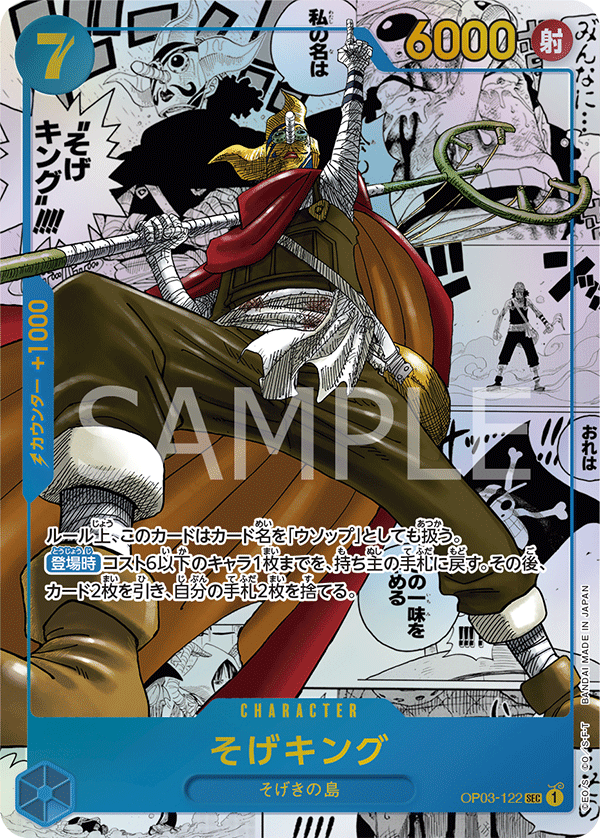 7
6000
射
私の名は
みんなに…
“そげ
キング”!!!!
カウンター +1000
おれは
SAMPLE
ルール上、このカードはカード名を「ウソップ」としても扱う。
登場時 コスト6以下のキャラ1枚までを、持ち主の手札に戻す。その後、
カード2枚を引き、自分の手札2枚を捨てる。
の一味を
める
!!!
CHARACTER
そげキング
そげきの島
OP03-122 SEC 1
©E.O/S. ©O/S.F.T BANDAI MADE IN JAPAN